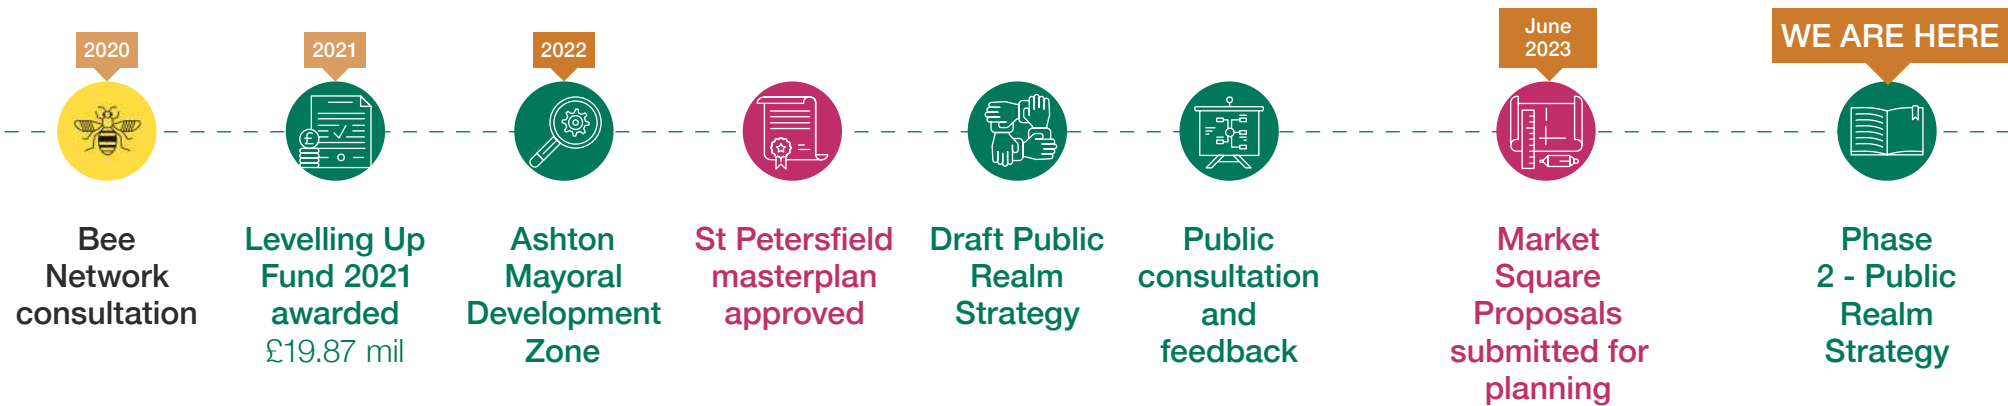 2020
2021
2022
June
2023
WE ARE HERE
£
Bee
Network
consultation
Levelling Up
Fund 2021
awarded
£19.87 mil
Ashton
Mayoral
Development
Zone
St Petersfield
masterplan
approved
Draft Public
Realm
Strategy
Public
consultation
and
feedback
Market
Square
Proposals
submitted for
planning
Phase
2 - Public
Realm
Strategy